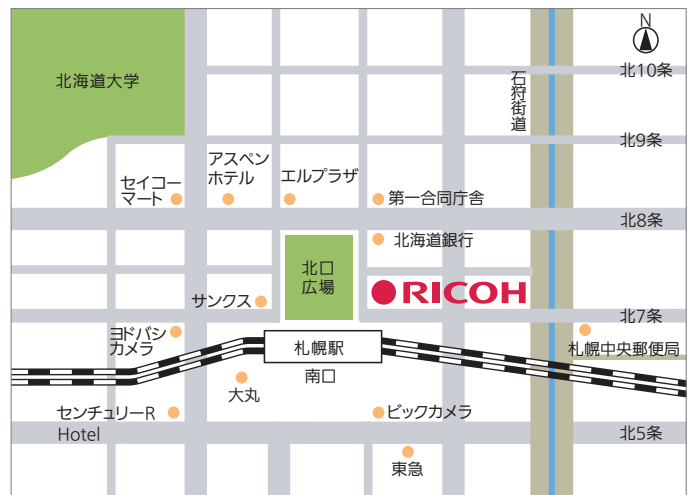 N
北海道大学
石狩街道
北10条
北9条
アスペン
ホテル
エルプラザ
セイコー
マート
第一合同庁舎
北8条
北海道銀行
北口
広場
サンクス
RICOH
北7条
ヨドバシ
カメラ
札幌駅
札幌中央郵便局
南口
大丸
センチュリーR
Hotel
ビックカメラ
北5条
東急